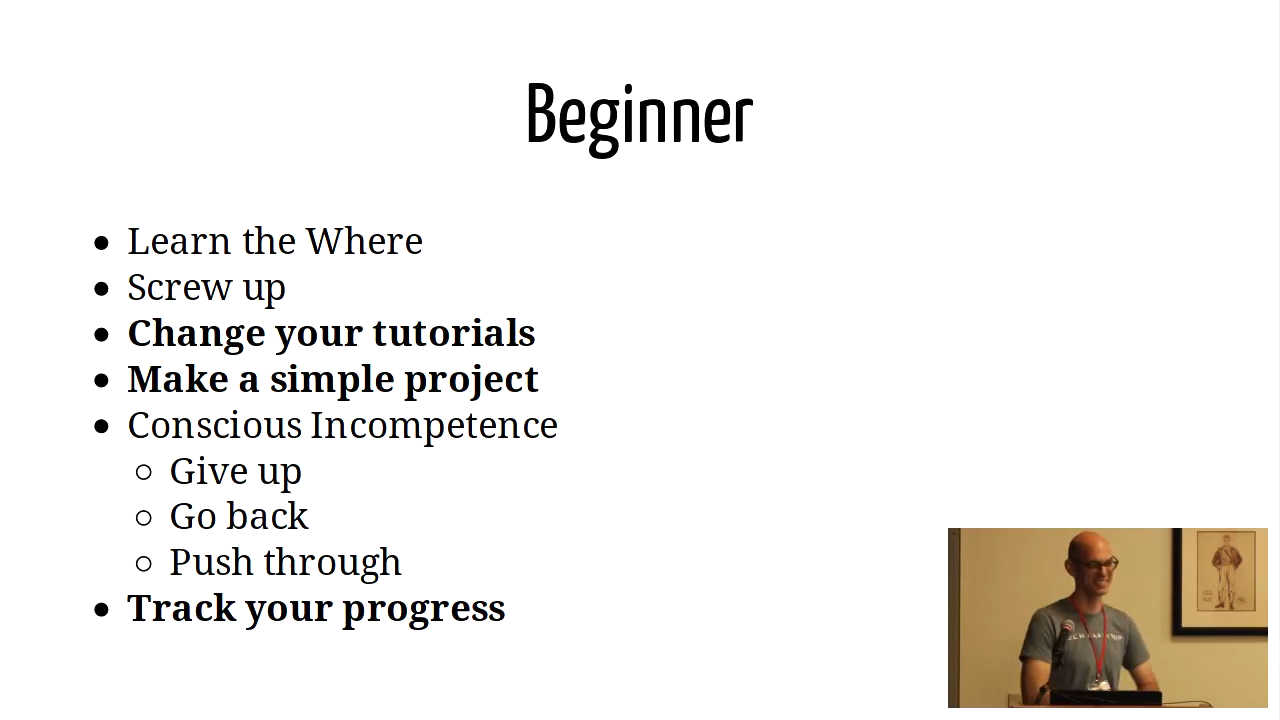 Beginner
Learn the Where
Screw up
Change your tutorials
Make a simple project
Conscious Incompetence
Give up
Go back
Push through
Track your progress